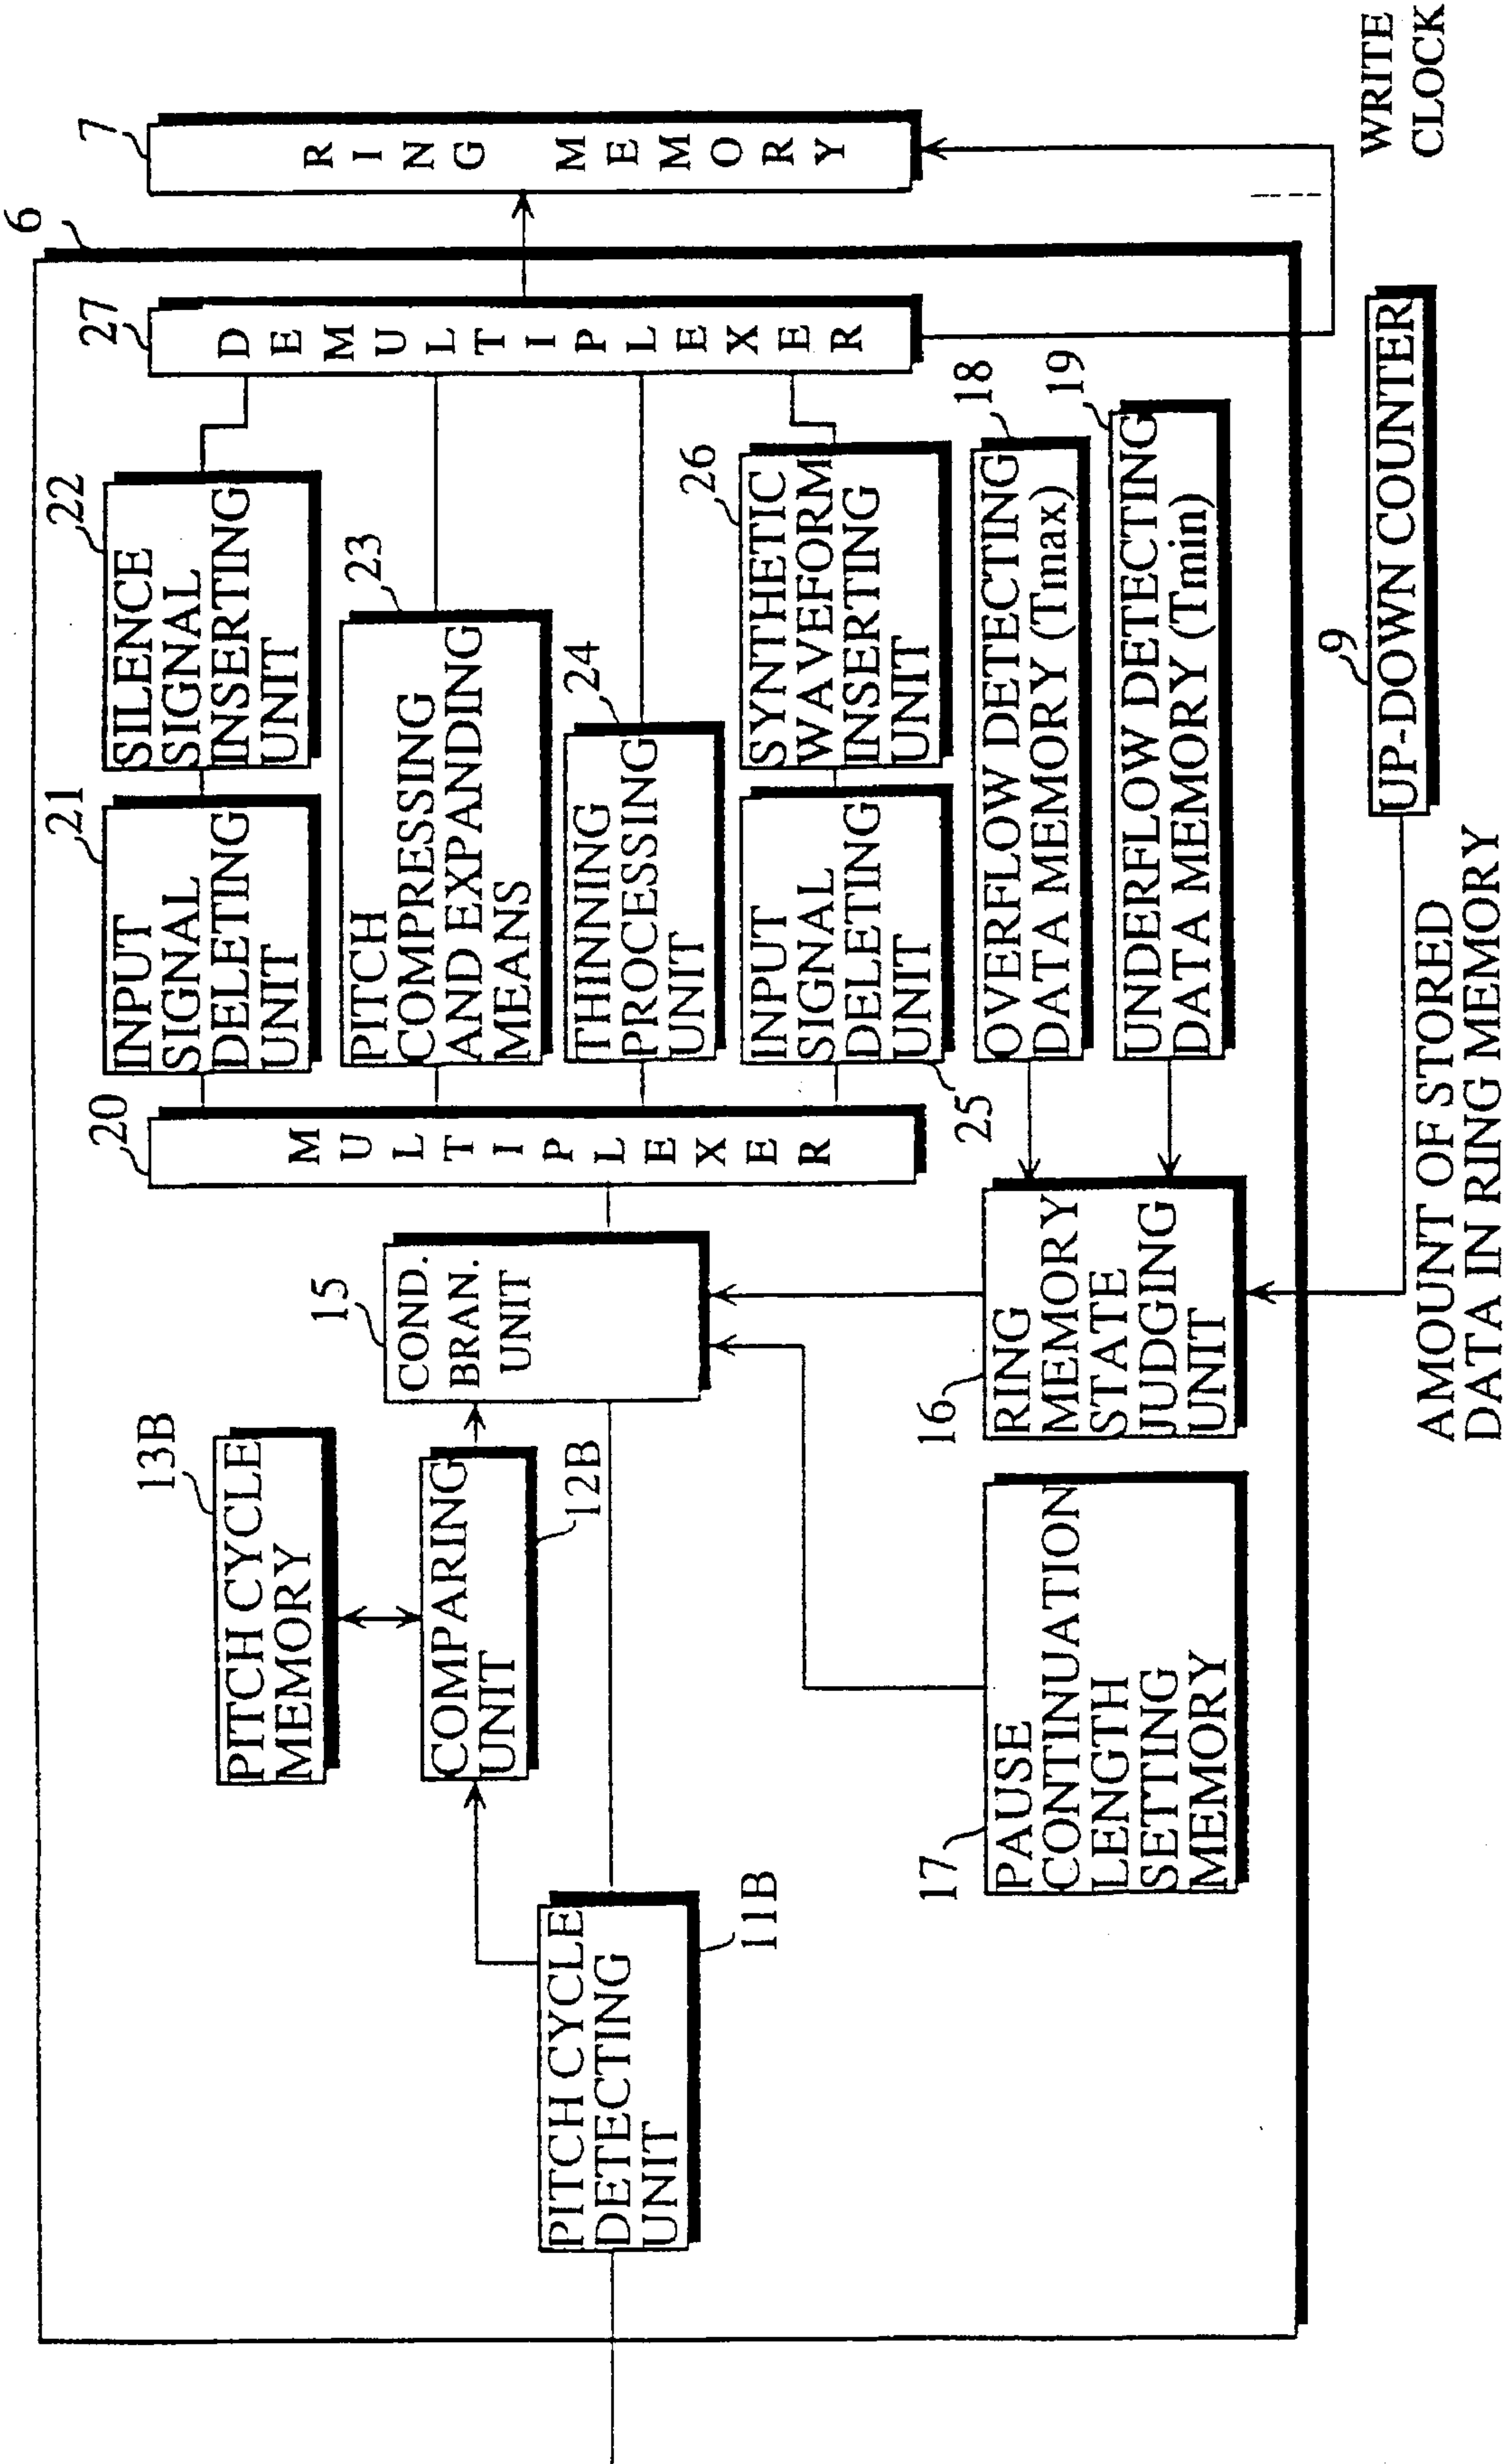 6
7
RING MEMORY
27
DEMULTIPLEXER
22
SILENCE
SIGNAL
INSERTING
UNIT
21
INPUT
SIGNAL
DELETING
UNIT
23
PITCH
COMPRESSING
AND EXPANDING
MEANS
24
THINNING
PROCESSING
UNIT
26
SYNTHETIC
WAVEFORM
INSERTING
UNIT
INPUT
SIGNAL
DELETING
UNIT
25
18
OVERFLOW DETECTING
DATA MEMORY (Tmax)
19
UNDERFLOW DETECTING
DATA MEMORY (Tmin)
20
MULTIPLEXER
15
COND.
BRAN.
UNIT
13B
PITCH CYCLE
MEMORY
COMPARING
UNIT
12B
PITCH CYCLE
DETECTING
UNIT
11B
16
RING
MEMORY
STATE
JUDGING
UNIT
17
PAUSE
CONTINUATION
LENGTH
SETTING
MEMORY
9
UP-DOWN COUNTER
AMOUNT OF STORED
DATA IN RING MEMORY
WRITE
CLOCK